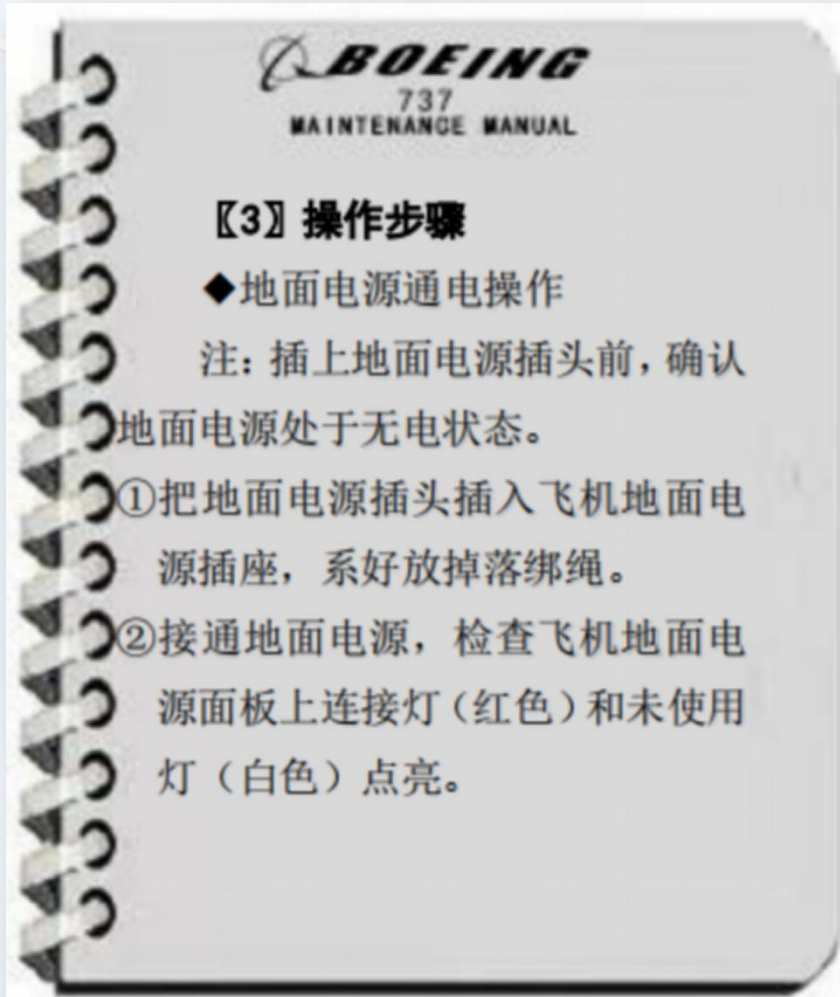 BOEING
737
MAINTENANCE MANUAL
〖3〗操作步骤
◆地面电源通电操作
注：插上地面电源插头前，确认
地面电源处于无电状态。
①把地面电源插头插入飞机地面电
源插座，系好放掉落绑绳。
②接通地面电源，检查飞机地面电
源面板上连接灯（红色）和未使用
灯（白色）点亮。